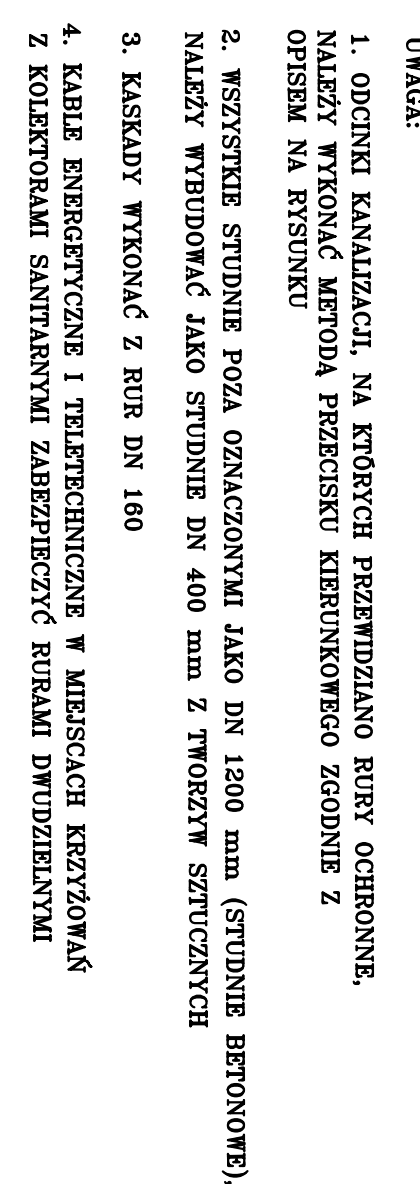 UWAGA:
1. ODCINKI KANALIZACJI, NA KTÓRYCH PRZEWIDZIANO RURY OCHRONNE,
NALEŻY WYKONAĆ METODĄ PRZECISKU KIERUNKOWEGO ZGODNIE Z
OPISEM NA RYSUNKU
2. WSZYSTKIE STUDNIE POZA OZNACZONYMI JAKO DN 1200 mm (STUDNIE BETONOWE),
NALEŻY WYBUDOWAĆ JAKO STUDNIE DN 400 mm Z TWORZYW SZTUCZNYCH
3. KASKADY WYKONAĆ Z RUR DN 160
4. KABLE ENERGETYCZNE I TELETECHNICZNE W MIEJSCACH KRZYŻOWAŃ
Z KOLEKTORAMI SANITARNYMI ZABEZPIECZYĆ RURAMI DWUDZIELNYMI